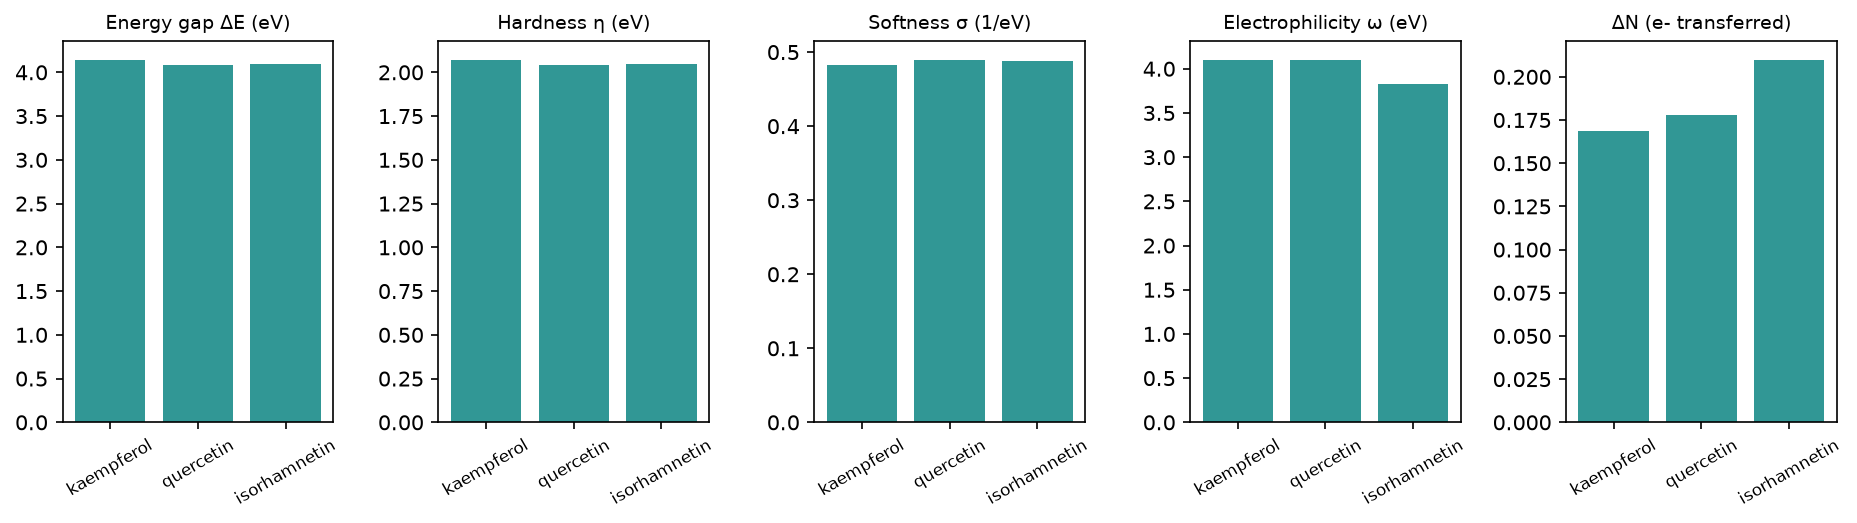 Energy gap ΔE (eV)
4.0
3.5
3.0
2.5
2.0
1.5
1.0
0.5
0.0
kaempferol
quercetin
isorhamnetin
Hardness η (eV)
2.00
1.75
1.50
1.25
1.00
0.75
0.50
0.25
0.00
kaempferol
quercetin
isorhamnetin
Softness σ (1/eV)
0.5
0.4
0.3
0.2
0.1
0.0
kaempferol
quercetin
isorhamnetin
Electrophilicity ω (eV)
4.0
3.5
3.0
2.5
2.0
1.5
1.0
0.5
0.0
kaempferol
quercetin
isorhamnetin
ΔN (e- transferred)
0.200
0.175
0.150
0.125
0.100
0.075
0.050
0.025
0.000
kaempferol
quercetin
isorhamnetin